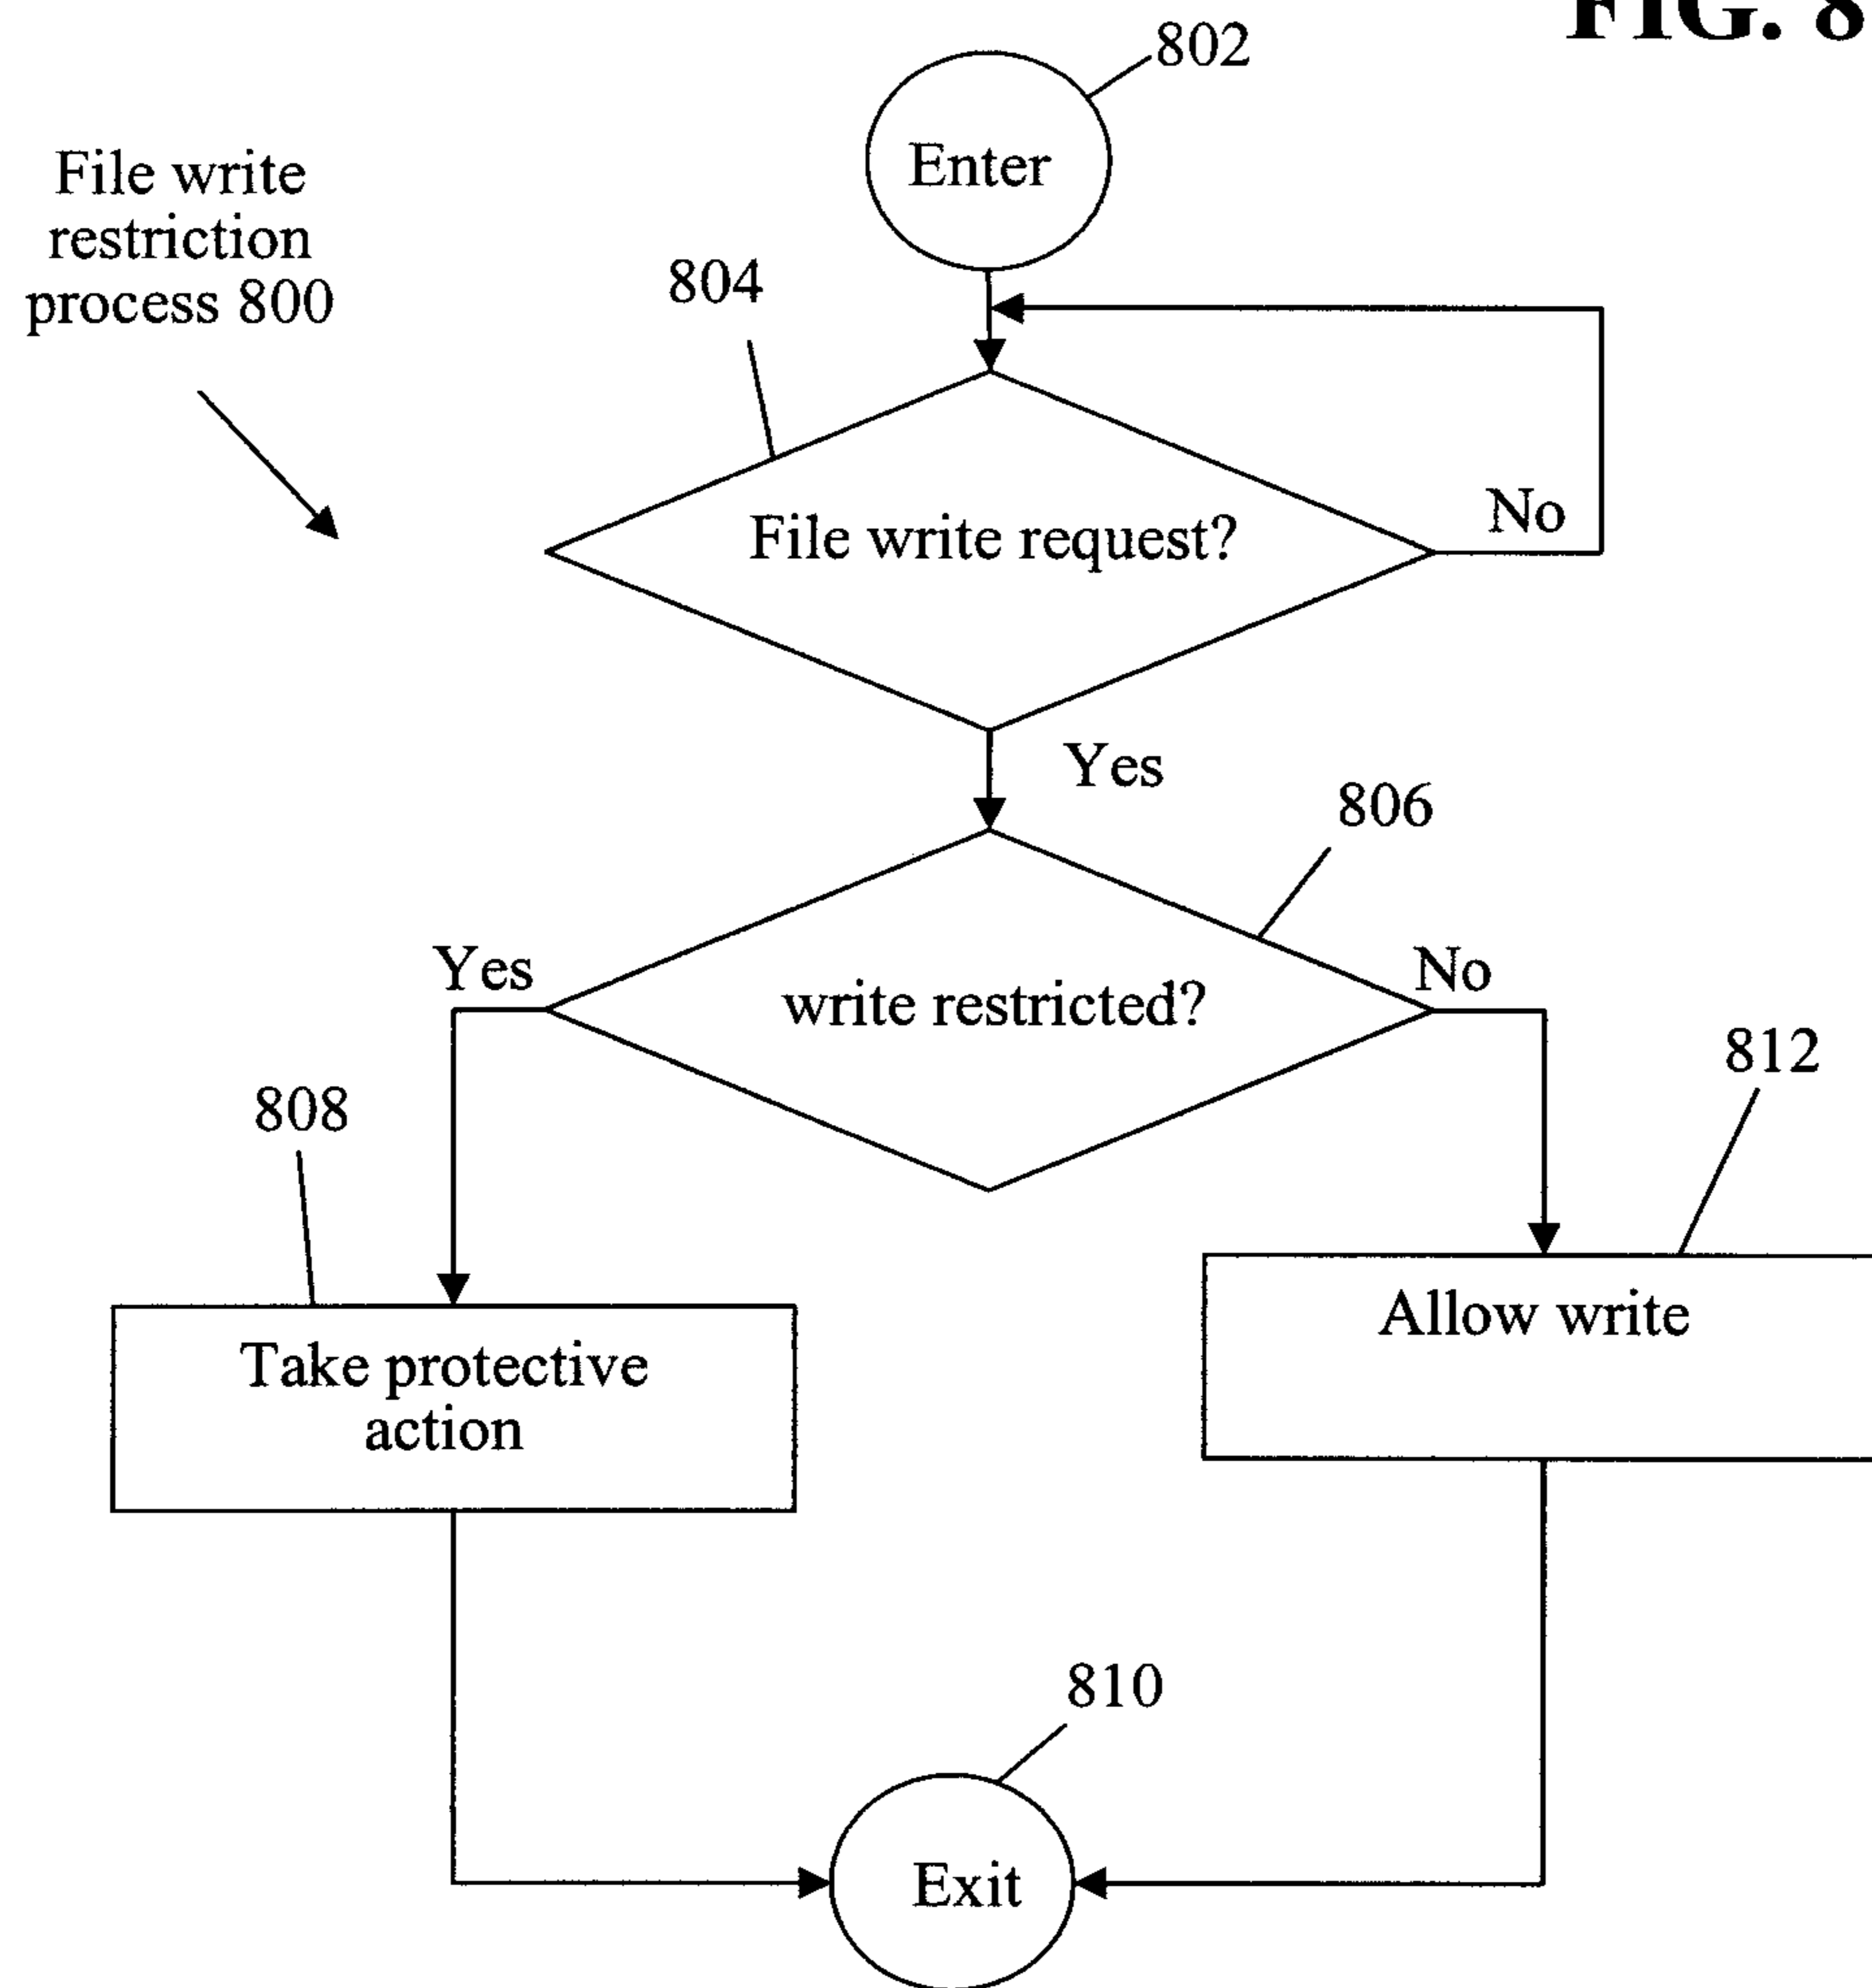 FIG. 8
802
Enter
File write
restriction
process 800
804
File write request?
No
Yes
806
Yes
write restricted?
No
812
808
Allow write
Take protective
action
810
Exit